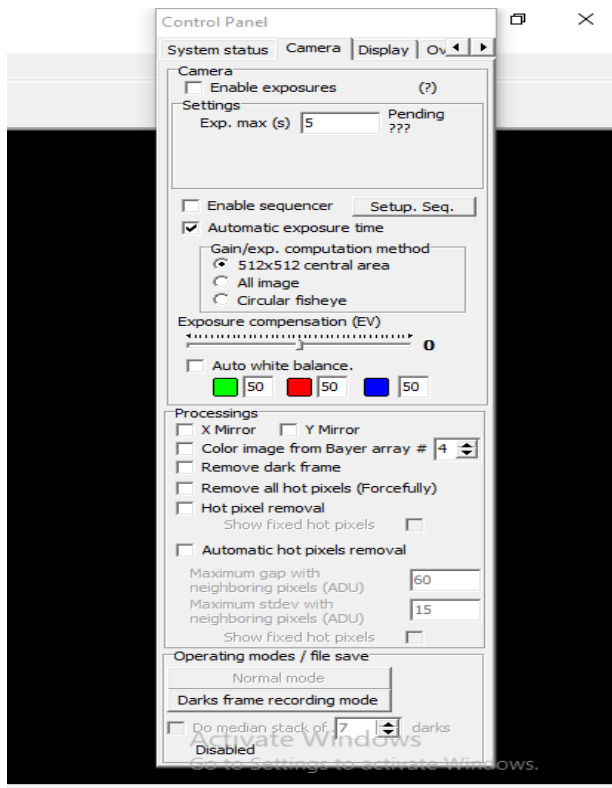 Control Panel
System status Camera Display Ov
Camera
Enable exposures (?)
Settings
Exp. max (s) 5 Pending
???
Enable sequencer Setup. Seq.
Automatic exposure time
Gain/exp. computation method
512x512 central area
All image
Circular fisheye
Exposure compensation (EV)
0
Auto white balance.
50 50 50
Processings
X Mirror Y Mirror
Color image from Bayer array # 4
Remove dark frame
Remove all hot pixels (Forcefully)
Hot pixel removal
Show fixed hot pixels
Automatic hot pixels removal
Maximum gap with
neighboring pixels (ADU) 60
Maximum stdev with
neighboring pixels (ADU) 15
Show fixed hot pixels
Operating modes / file save
Normal mode
Darks frame recording mode
Do median stack of 7 darks
Activate Windows
Disabled
Go to Settings to activate Windows.